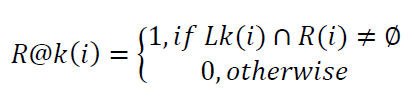 R@k(i) = {1, if Lk(i) ∩ R(i) ≠ ∅
0, otherwise